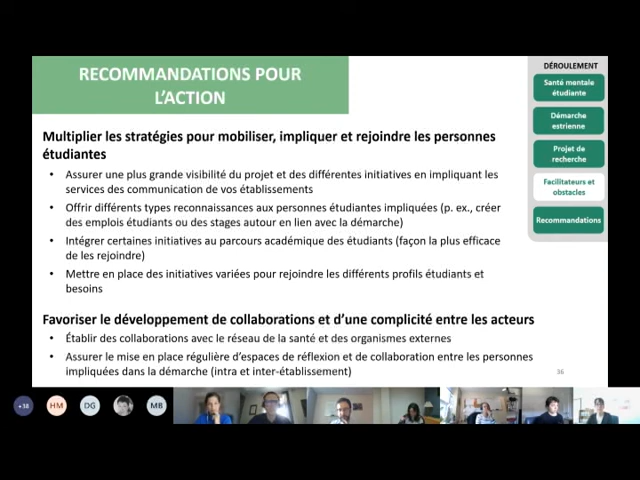 RECOMMANDATIONS POUR
L'ACTION
Multiplier les stratégies pour mobiliser, impliquer et rejoindre les personnes
étudiantes
• Assurer une plus grande visibilité du projet et des différentes initiatives en impliquant les
services des communication de vos établissements
• Offrir différents types reconnaissances aux personnes étudiantes impliquées (p. ex., créer
des emplois étudiants ou des stages autour en lien avec la démarche)
• Intégrer certaines initiatives au parcours académique des étudiants (façon la plus efficace
de les rejoindre)
• Mettre en place des initiatives variées pour rejoindre les différents profils étudiants et
besoins
Favoriser le développement de collaborations et d'une complicité entre les acteurs
• Établir des collaborations avec le réseau de la santé et des organismes externes
• Assurer le mise en place régulière d'espaces de réflexion et de collaboration entre les personnes
impliquées dans la démarche (intra et inter-établissement)
36
DÉROULEMENT
Santé mentale
étudiante
Démarche
estrienne
Projet de
recherche
Facilitateurs et
obstacles
Recommandations
+38
HM
DG
MB